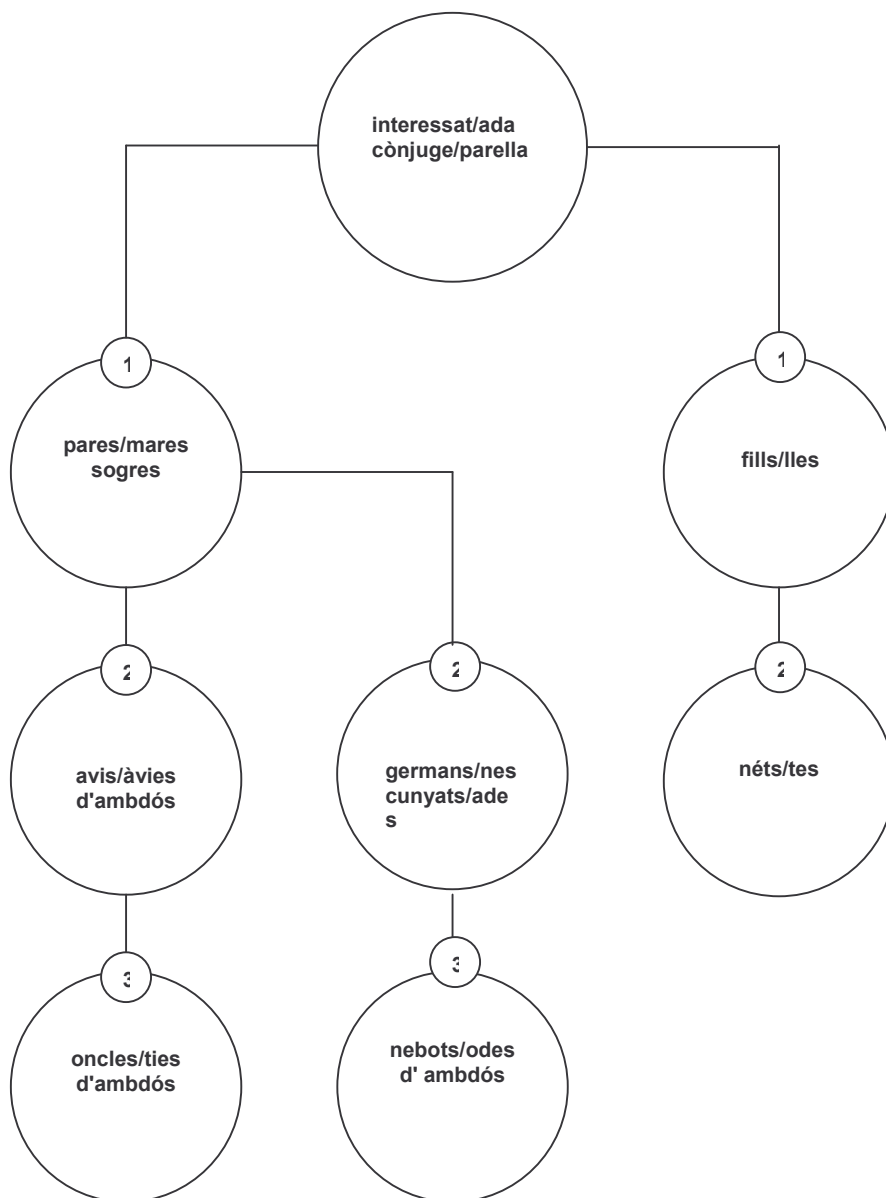 interessat/ada
cònjuge/parella
1
1
pares/mares
sogres
fills/lles
2
2
2
avis/àvies
d'ambdós
germans/nes
cunyats/ade
s
néts/tes
3
3
oncles/ties
d'ambdós
nebots/odes
d' ambdós